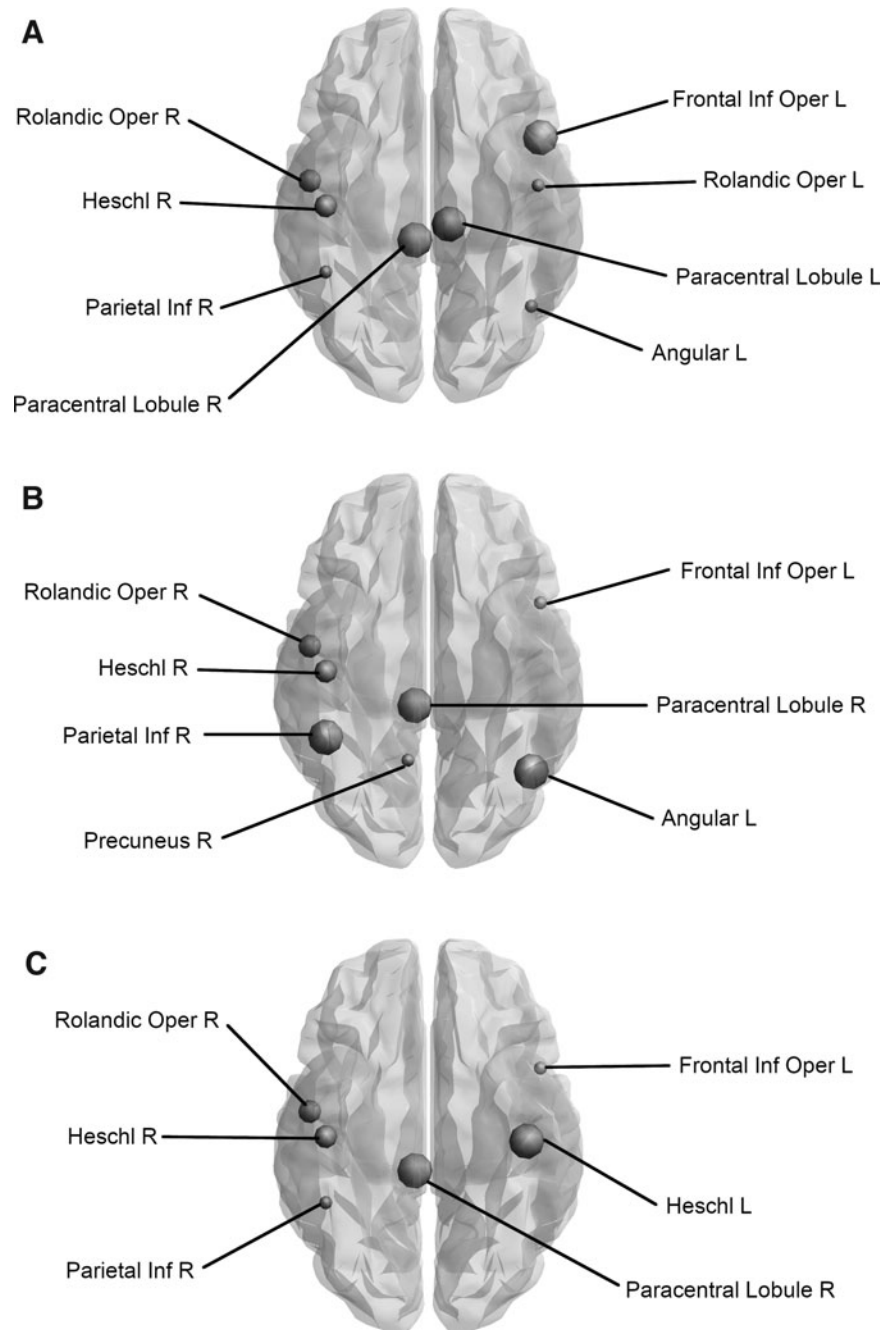 A
Rolandic Oper R
Heschl R
Parietal Inf R
Paracentral Lobule R
Frontal Inf Oper L
Rolandic Oper L
Paracentral Lobule L
Angular L
B
Rolandic Oper R
Heschl R
Parietal Inf R
Precuneus R
Frontal Inf Oper L
Paracentral Lobule R
Angular L
C
Rolandic Oper R
Heschl R
Parietal Inf R
Frontal Inf Oper L
Heschl L
Paracentral Lobule R